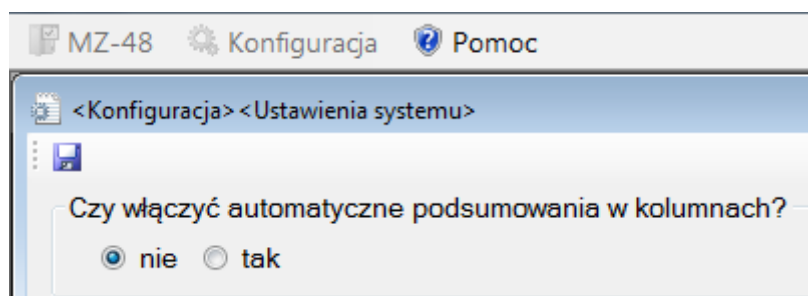 MZ-48 Konfiguracja Pomoc
<Konfiguracja><Ustawienia systemu>
Czy włączyć automatyczne podsumowania w kolumnach?
nie tak